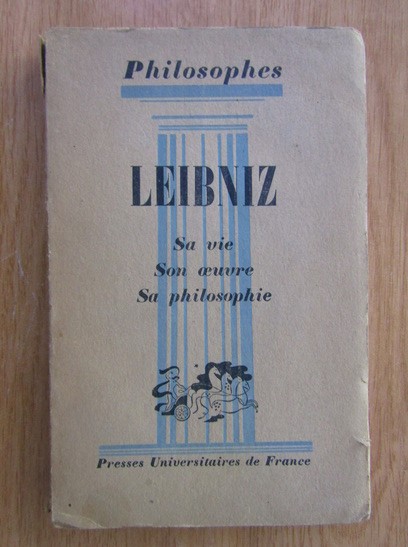 Philosophes
LEIBNIZ
Sa vie
Son œuvre
Sa philosophie
Presses Universitaires de France